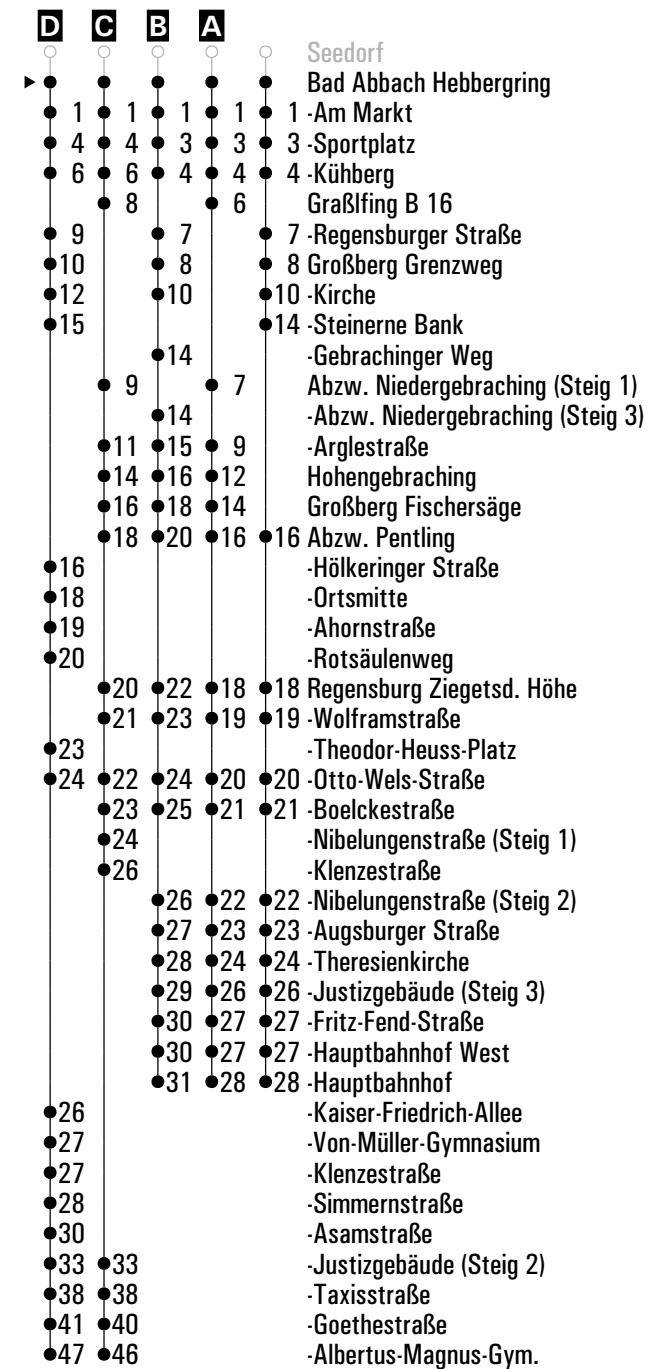 D C B A
Seedorf
Bad Abbach Hebbergring
1 1 1 1 1 -Am Markt
4 4 3 3 3 -Sportplatz
6 6 4 4 4 -Kühberg
8 6 Graßlfing B 16
9 7 7 -Regensburger Straße
10 8 8 Großberg Grenzweg
12 10 10 -Kirche
15 14 -Steinerne Bank
14 -Gebrachinger Weg
9 7 Abzw. Niedergebraching (Steig 1)
14 -Abzw. Niedergebraching (Steig 3)
11 15 9 -Arglestraße
14 16 12 Hohengebraching
16 18 14 Großberg Fischersäge
18 20 16 16 Abzw. Pentling
16 -Hölkeringer Straße
18 -Ortsmitte
19 -Ahornstraße
20 -Rotsäulenweg
20 22 18 18 Regensburg Ziegetsd. Höhe
21 23 19 19 -Wolframstraße
23 -Theodor-Heuss-Platz
24 22 24 20 20 -Otto-Wels-Straße
23 25 21 21 -Boelckestraße
24 -Nibelungenstraße (Steig 1)
26 -Klenzestraße
26 22 22 -Nibelungenstraße (Steig 2)
27 23 23 -Augsburger Straße
28 24 24 -Theresienkirche
29 26 26 -Justizgebäude (Steig 3)
30 27 27 -Fritz-Fend-Straße
30 27 27 -Hauptbahnhof West
31 28 28 -Hauptbahnhof
26 -Kaiser-Friedrich-Allee
27 -Von-Müller-Gymnasium
27 -Klenzestraße
28 -Simmernstraße
30 -Asamstraße
33 33 -Justizgebäude (Steig 2)
38 38 -Taxisstraße
41 40 -Goethestraße
47 46 -Albertus-Magnus-Gym.